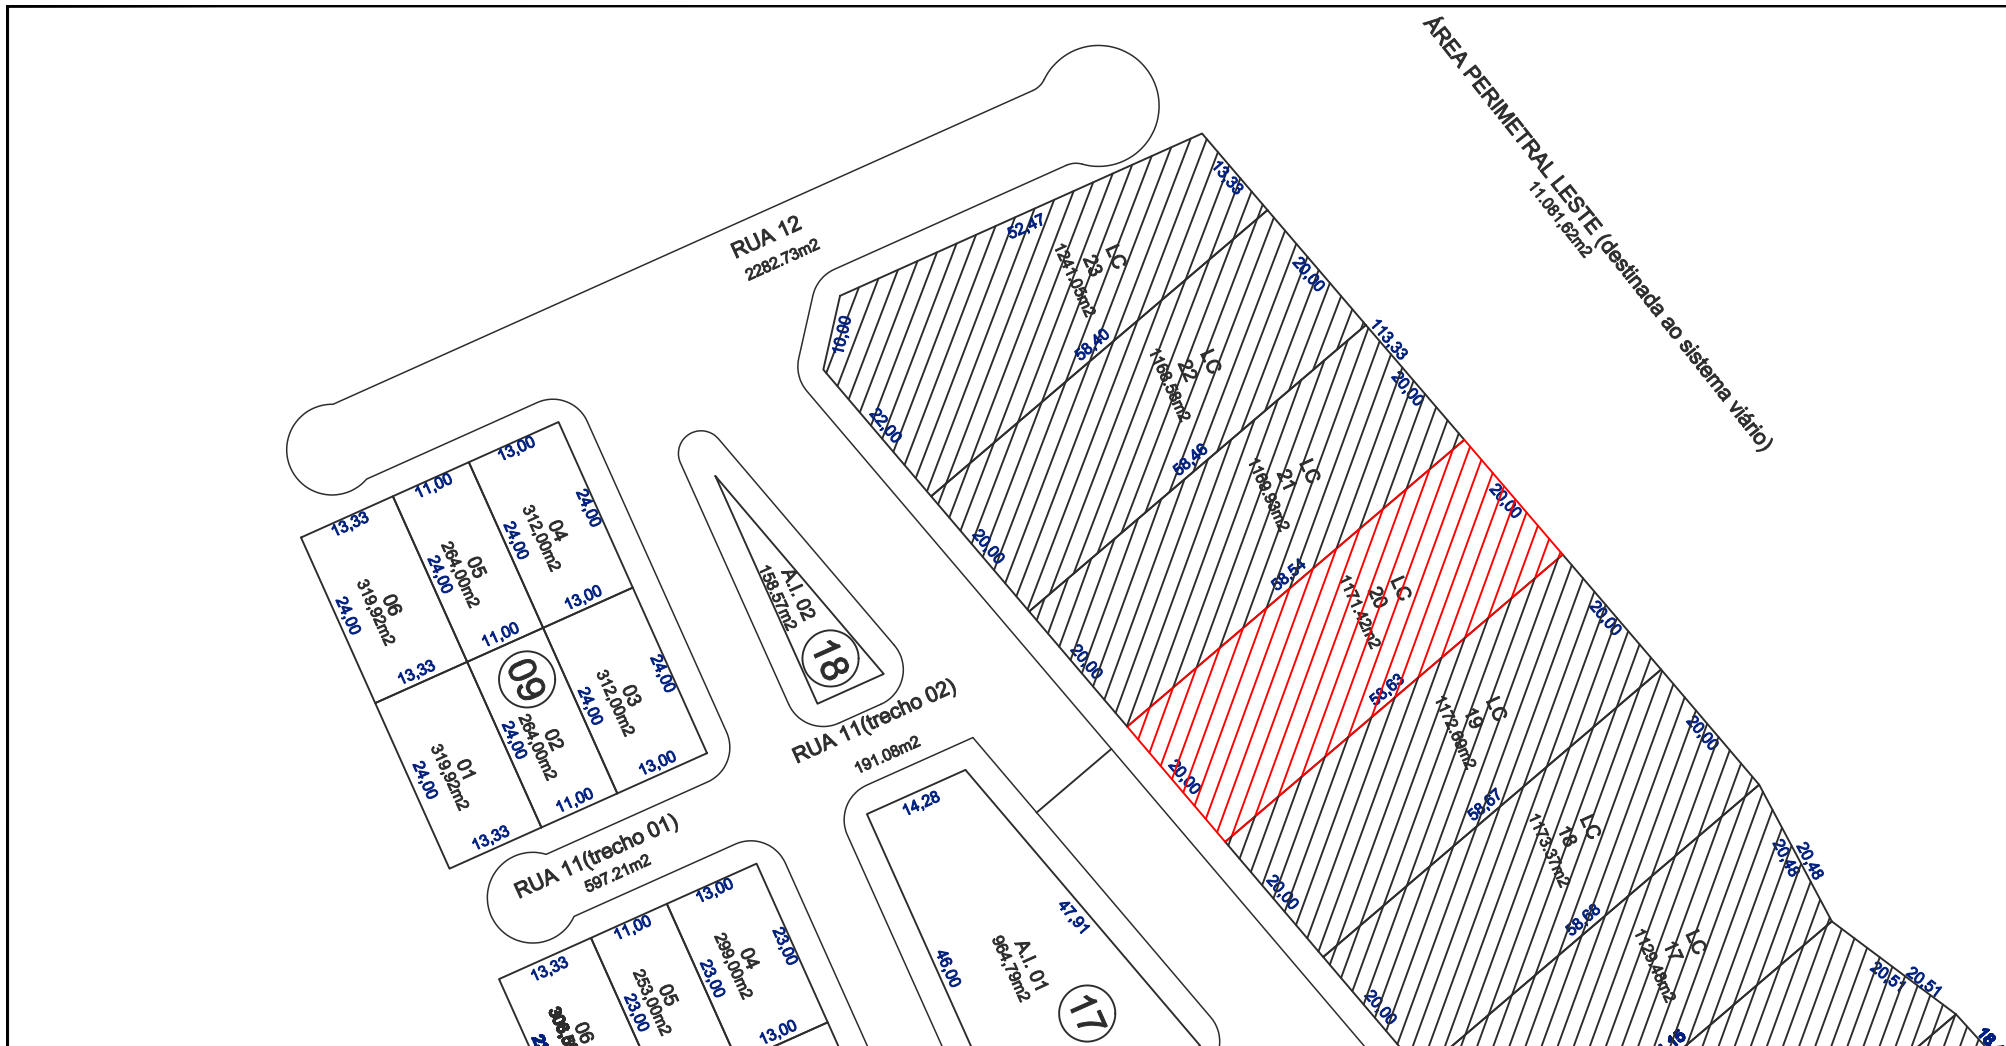 ÁREA PERIMETRAL LESTE (destinada ao sistema viário)
11.081,62m2
RUA 12
2282.73m2
13,33
52,47
LC
23
1241.05m2
10,00
22,00
58,40
20,00
113,33
LC
22
1168.58m2
20,00
20,00
58,46
LC
21
1169.93m2
20,00
58,54
20,00
LC
20
1171.42m2
20,00
58,63
20,00
LC
19
1172.69m2
20,00
58,67
20,00
LC
18
1173.37m2
20,00
58,68
20,48
20,48
LC
17
1129.48m2
20,51
20,51
13,00
11,00
13,33
24,00
04
312,00m2
24,00
05
264,00m2
24,00
06
319,92m2
24,00
13,00
11,00
13,33
09
24,00
03
312,00m2
24,00
02
264,00m2
24,00
01
319,92m2
24,00
13,00
11,00
13,33
A.I. 02
158.57m2
18
RUA 11(trecho 02)
191.08m2
RUA 11(trecho 01)
597.21m2
14,28
47,91
46,00
A.I. 01
964,79m2
17
13,00
11,00
13,33
23,00
04
299,00m2
23,00
05
253,00m2
23,00
06
13,00